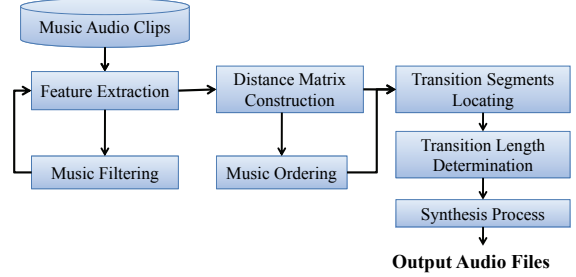 Music Audio Clips
Feature Extraction
Music Filtering
Distance Matrix
Construction
Music Ordering
Transition Segments
Locating
Transition Length
Determination
Synthesis Process
Output Audio Files